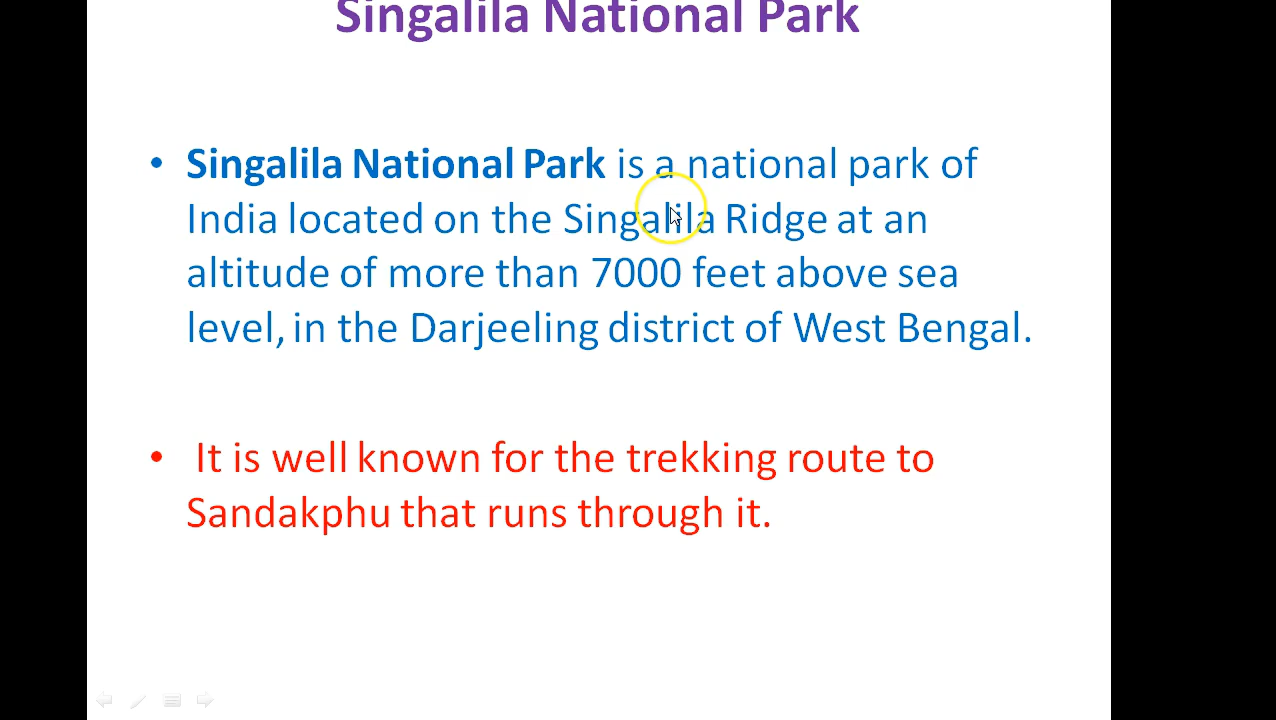 Singalila National Park
• Singalila National Park is a national park of
India located on the Singalila Ridge at an
altitude of more than 7000 feet above sea
level, in the Darjeeling district of West Bengal.
• It is well known for the trekking route to
Sandakphu that runs through it.